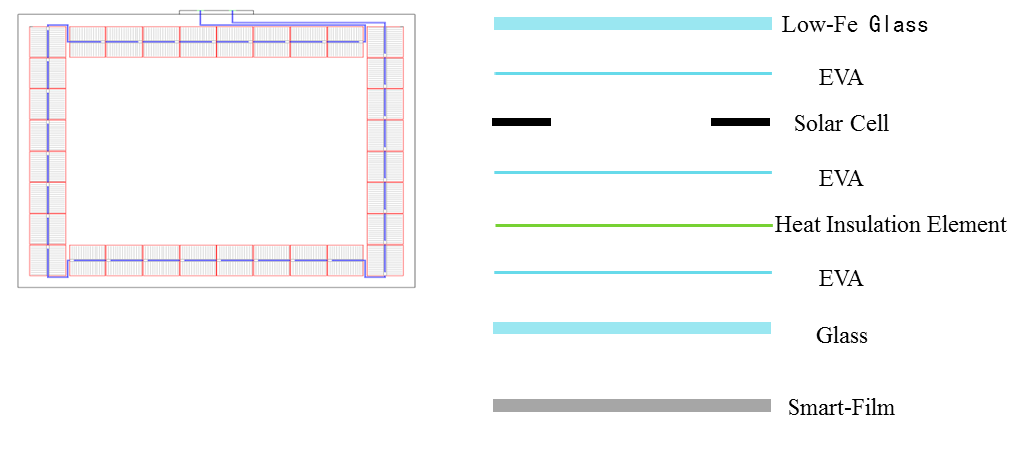 Low-Fe Glass
EVA
Solar Cell
EVA
Heat Insulation Element
EVA
Glass
Smart-Film